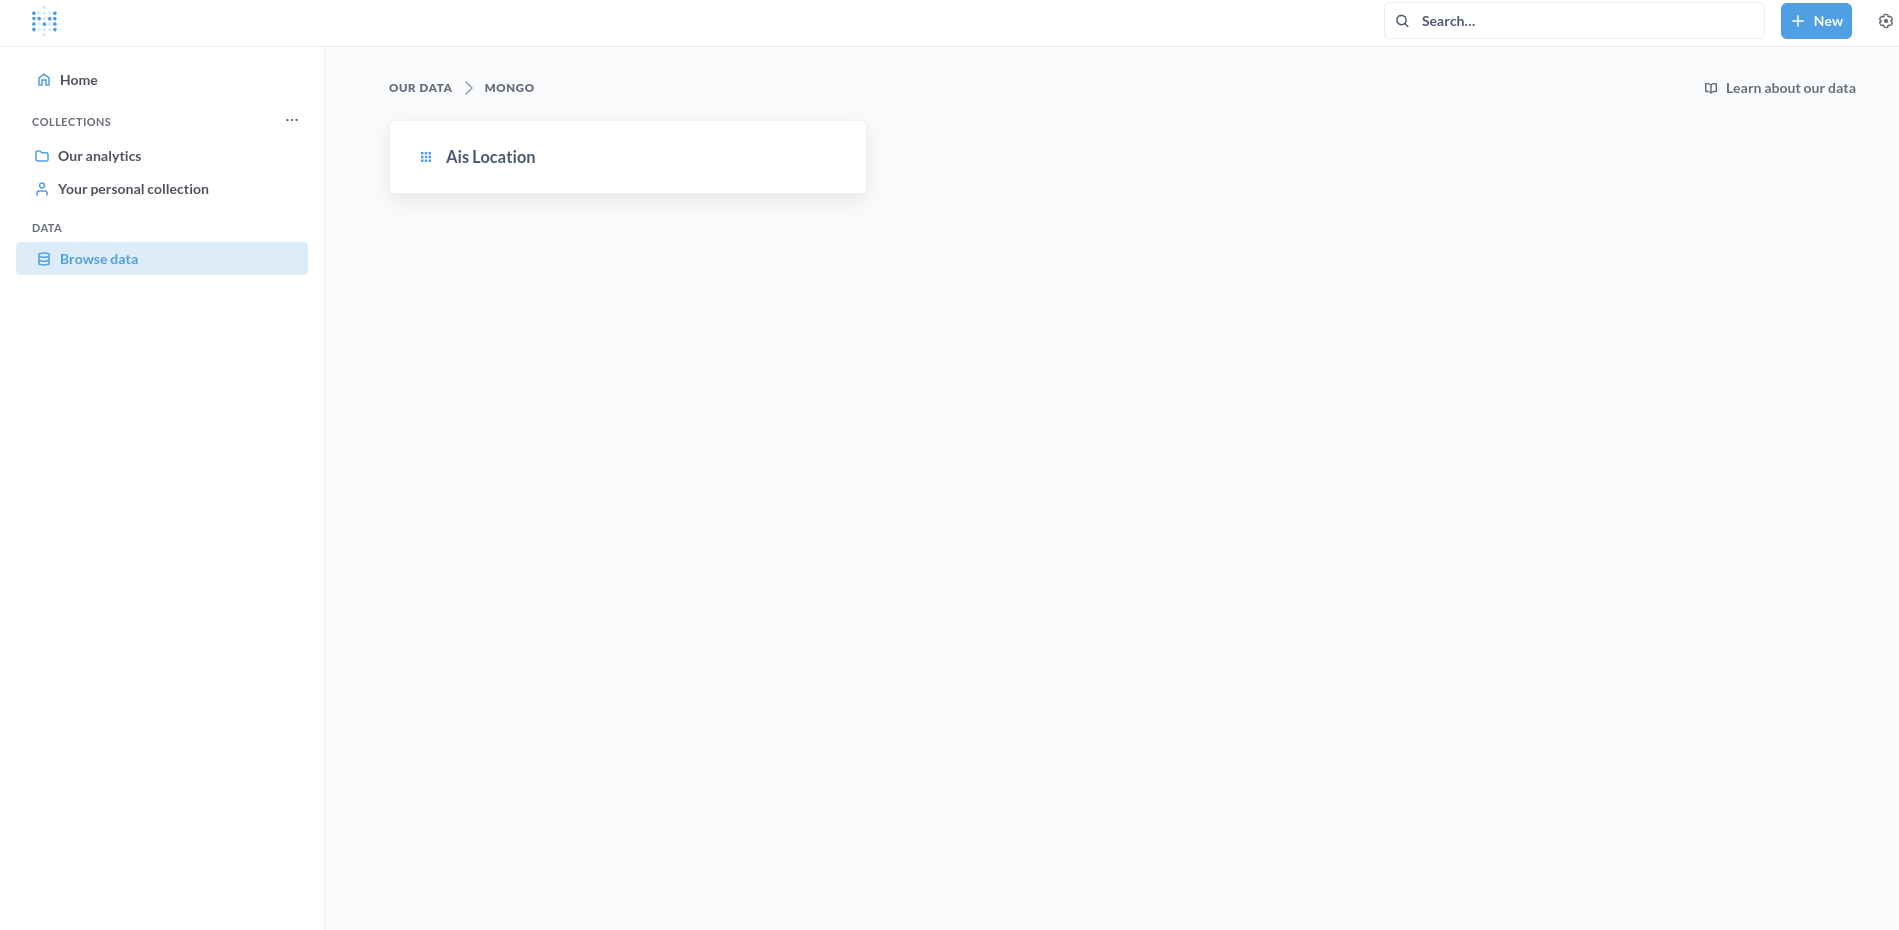 Search...
New
Home
COLLECTIONS
Our analytics
Your personal collection
DATA
Browse data
OUR DATA
MONGO
Learn about our data
Ais Location